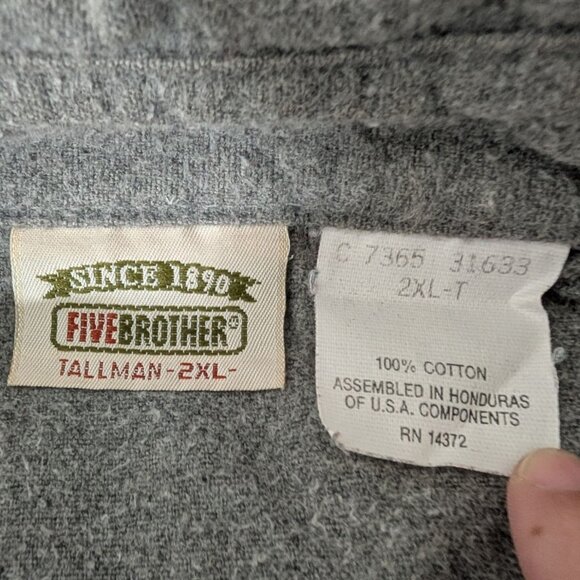 SINCE 1890
FIVEBROTHER®
TALLMAN-2XL-
C 7365 31633
2XL-T
100% COTTON
ASSEMBLED IN HONDURAS
OF U.S.A. COMPONENTS
RN 14372